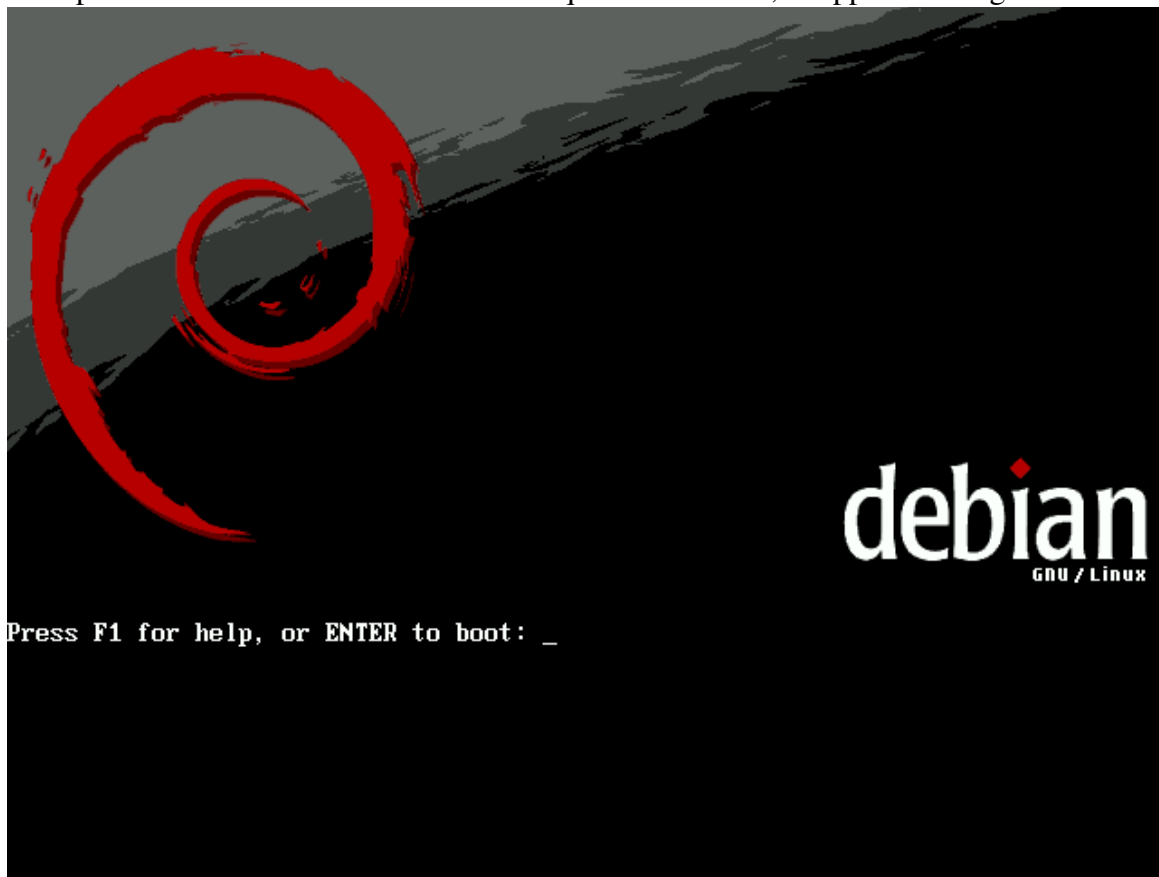 debian
GNU / Linux
Press F1 for help, or ENTER to boot: _